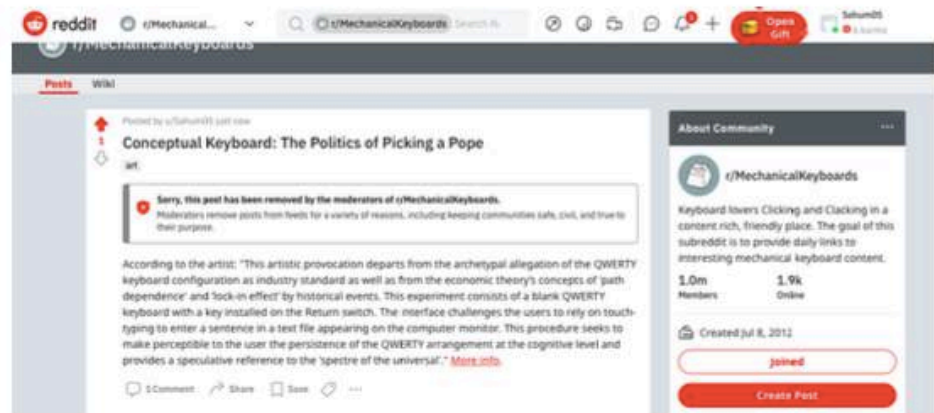 reddit r/Mechanical... r/MechanicalKeyboards Open Gift
r/MechanicalKeyboards
Posts Wiki
Posted by just now
1
Conceptual Keyboard: The Politics of Picking a Pope
art
Sorry, this post has been removed by the moderators of r/MechanicalKeyboards.
Moderators remove posts from feeds for a variety of reasons, including keeping communities safe, civil, and true to
their purpose.
According to the artist: "This artistic provocation departs from the archetypal allegation of the QWERTY
keyboard configuration as industry standard as well as from the economic theory's concepts of 'path
dependence' and 'lock-in effect' by historical events. This experiment consists of a blank QWERTY
keyboard with a key installed on the Return switch. The interface challenges the users to rely on touch-
typing to enter a sentence in a text file appearing on the computer monitor. This procedure seeks to
make perceptible to the user the persistence of the QWERTY arrangement at the cognitive level and
provides a speculative reference to the 'spectre of the universal'." More info.
1 Comment Share Save ...
About Community ...
r/MechanicalKeyboards
Keyboard lovers Clicking and Clacking in a
content rich, friendly place. The goal of this
subreddit is to provide daily links to
interesting mechanical keyboard content.
1.0m 1.9k
Members Online
Created Jul 8, 2012
Joined
Create Post